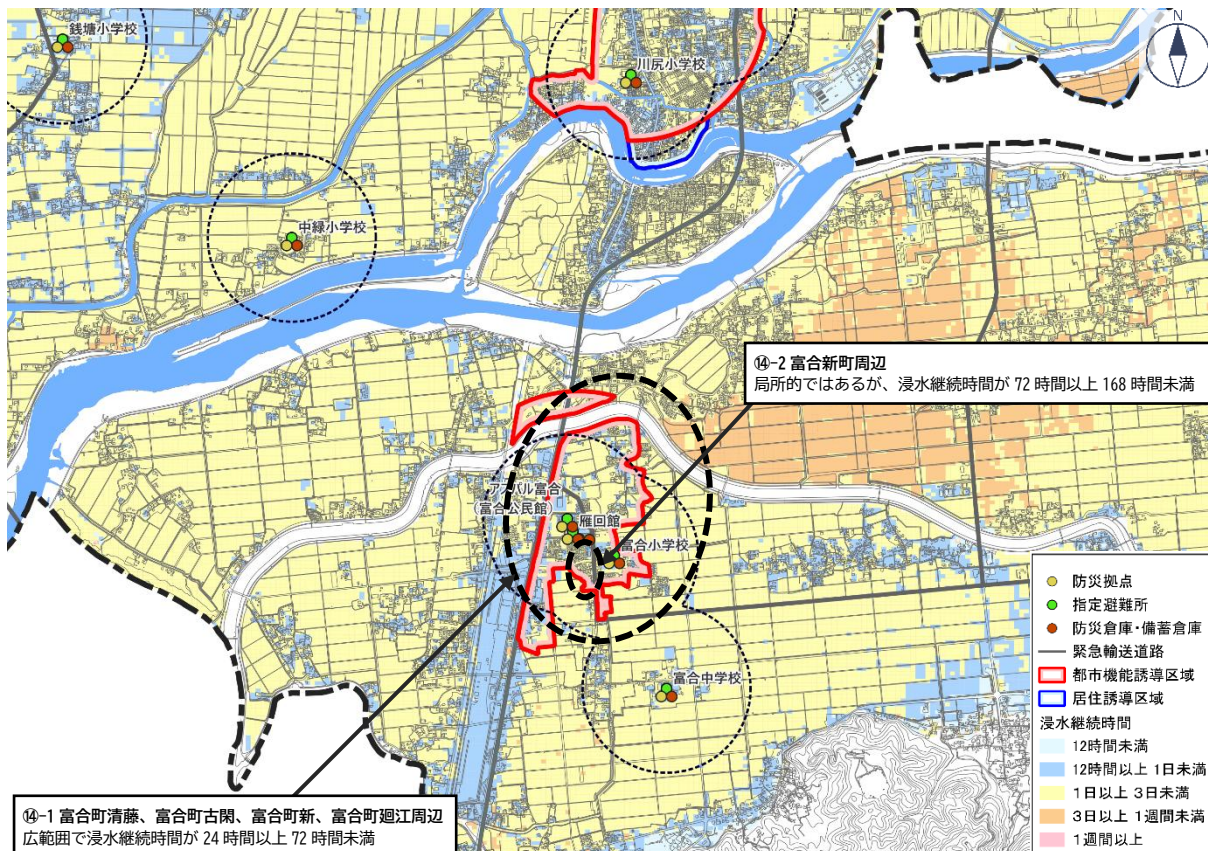 銭塘小学校
川尻小学校
N
中緑小学校
⑭-2 富合新町周辺
局所的ではあるが、浸水継続時間が 72 時間以上 168 時間未満
アスパル富合
(富合公民館)
雁回館
富合小学校
富合中学校
防災拠点
指定避難所
防災倉庫・備蓄倉庫
緊急輸送道路
都市機能誘導区域
居住誘導区域
浸水継続時間
12時間未満
12時間以上 1日未満
1日以上 3日未満
3日以上 1週間未満
1週間以上
⑭-1 富合町清藤、富合町古閑、富合町新、富合町廻江周辺
広範囲で浸水継続時間が 24 時間以上 72 時間未満